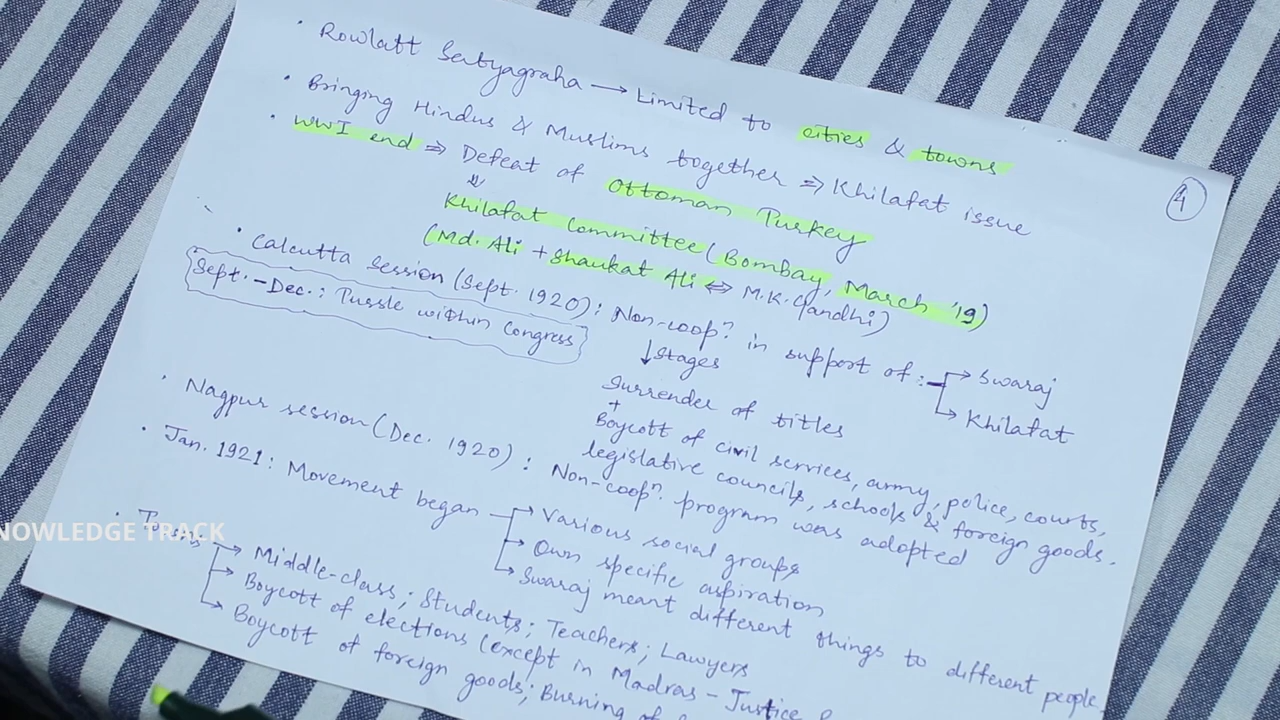 • Rowlatt Satyagraha → Limited to cities & towns
• Bringing Hindus & Muslims together ⇒ Khilafat issue
• WWI end ⇒ Defeat of Ottoman Turkey
⇓
Khilafat Committee (Bombay, March '19)
(Md. Ali + Shaukat Ali ⇔ M.K. Gandhi)
• Calcutta Session (Sept. 1920): Non-coopⁿ. in support of :- → Swaraj
→ Khilafat
Sept. - Dec.: Pussle within Congress
↓ Stages
Surrender of titles
+
Boycott of civil services, army, police, courts,
legislative councils, schools & foreign goods.
• Nagpur session (Dec. 1920): Non-coopⁿ. program was adopted
• Jan. 1921: Movement began → Various social groups
→ Own specific aspiration
→ Swaraj meant different things to different people
• Towns → Middle-class; Students; Teachers; Lawyers
→ Boycott of elections (except in Madras - Justice
→ Boycott of foreign goods; Burning of
4
NOWLEDGE TRACK